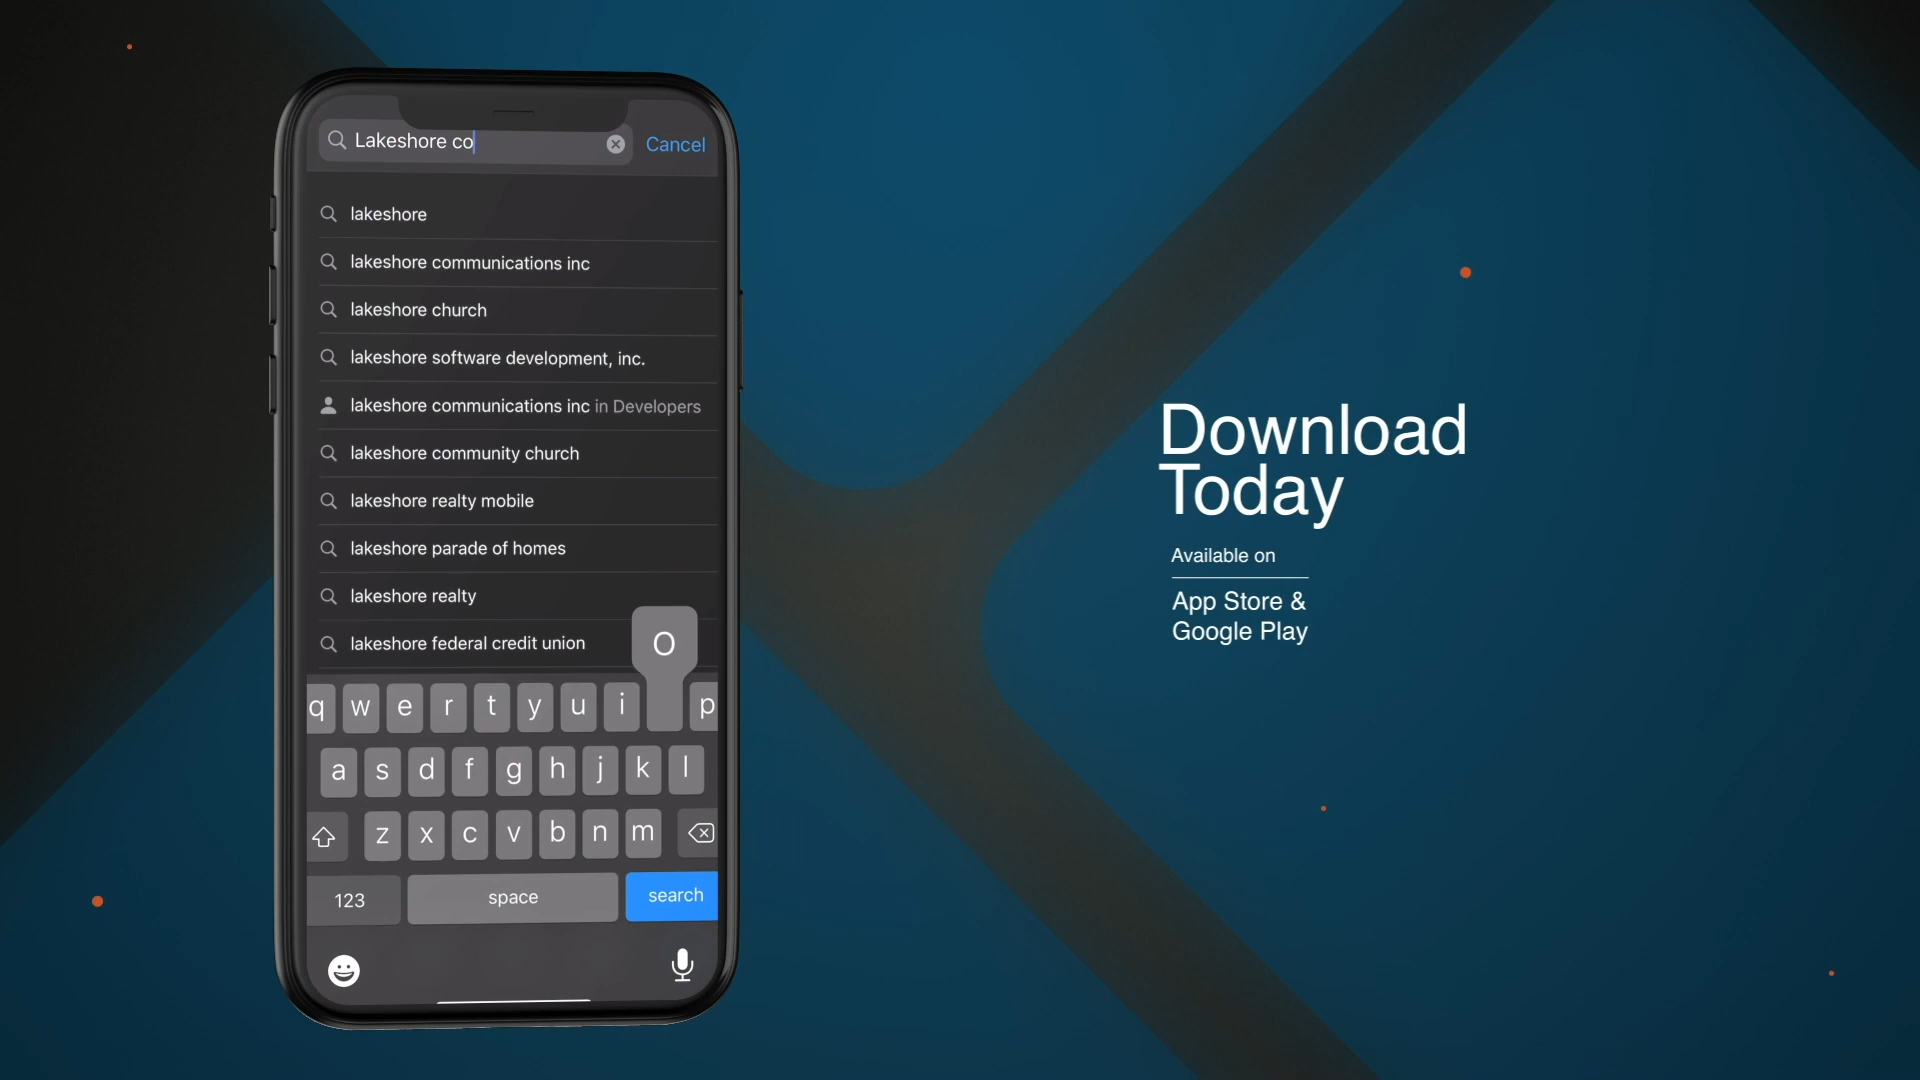 Lakeshore co
Cancel
lakeshore
lakeshore communications inc
lakeshore church
lakeshore software development, inc.
lakeshore communications inc in Developers
lakeshore community church
lakeshore realty mobile
lakeshore parade of homes
lakeshore realty
lakeshore federal credit union
O
q w e r t y u i p
a s d f g h j k l
z x c v b n m
123 space search
Download
Today
Available on
App Store &
Google Play